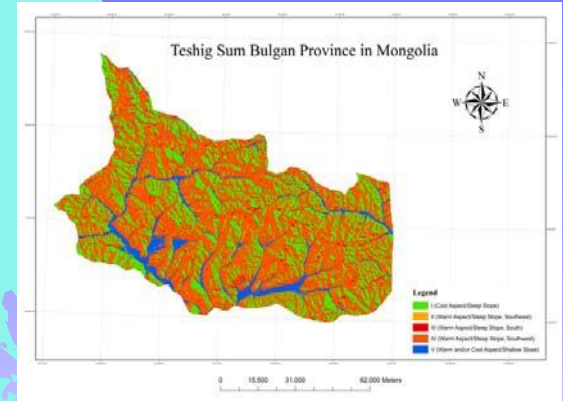 Teshig Sum Bulgan Province in Mongolia
N
W E
S
Legend
I (Cool Aspect/Steep Slope)
II (Warm Aspect/Steep Slope, Southeast)
III (Warm Aspect/Steep Slope, South)
IV (Warm Aspect/Steep Slope, Southwest)
V (Warm and/or Cool Aspect/Shallow Slope)
0 15,500 31,000 62,000 Meters